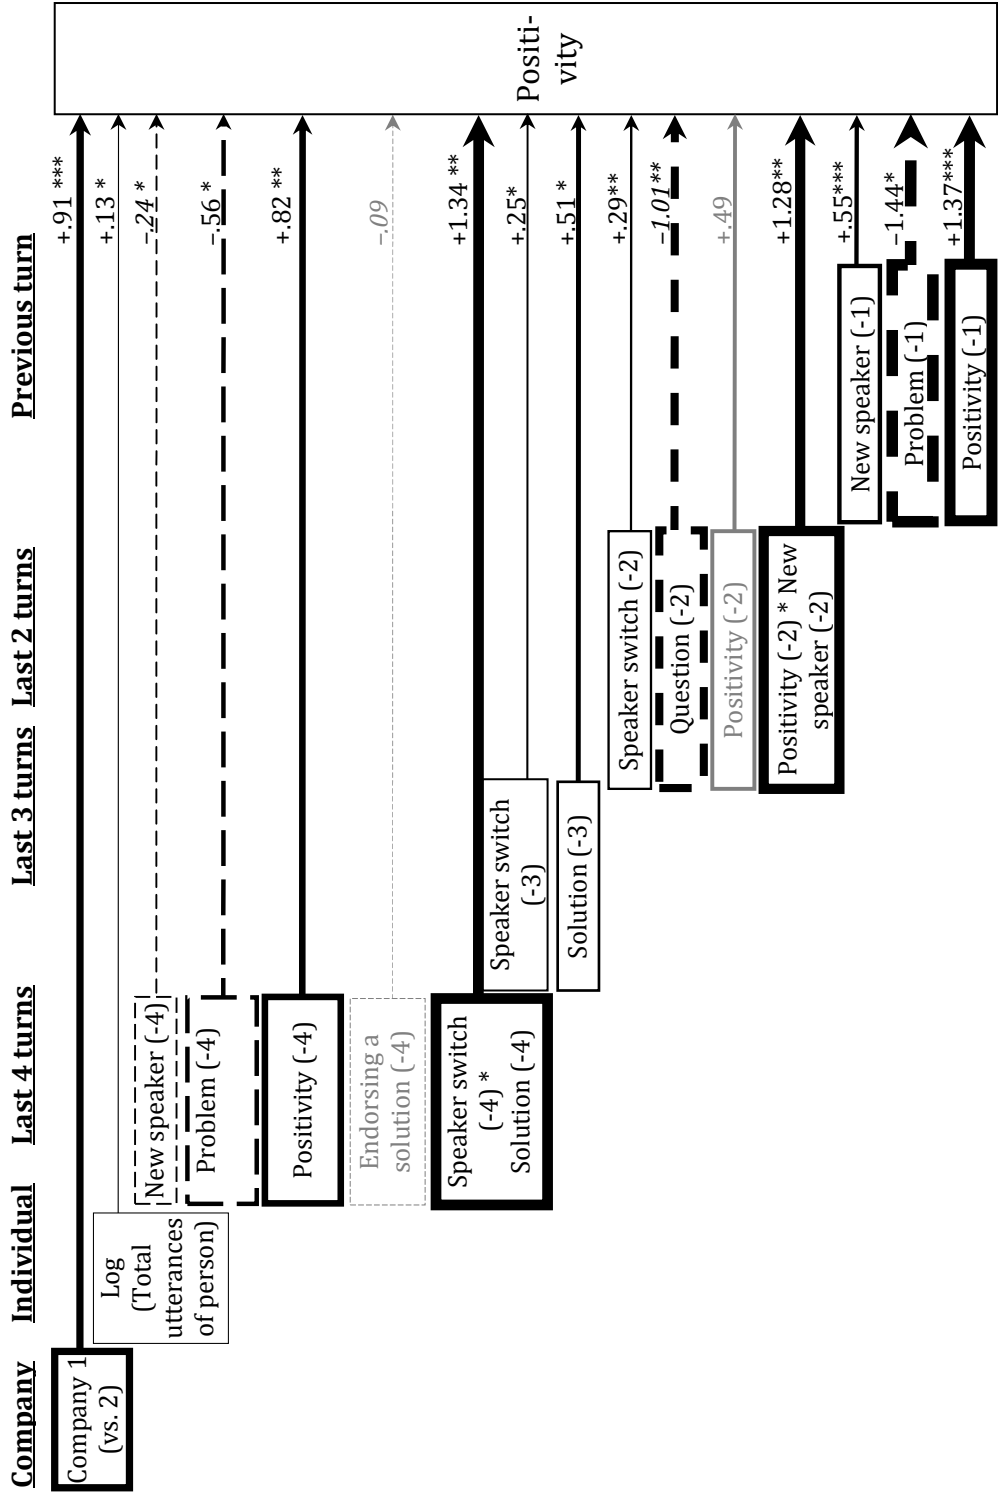 Company
Individual
Last 4 turns
Last 3 turns
Last 2 turns
Previous turn
Company 1
(vs. 2)
+.91 ***
Log
(Total
utterances
of person)
+.13 *
New speaker (-4)
–.24 *
Problem (-4)
–.56 *
Positivity (-4)
+.82 **
Endorsing a
solution (-4)
–.09
Speaker switch
(-4) *
Solution (-4)
+1.34 **
Speaker switch
(-3)
+.25*
Solution (-3)
+.51 *
Speaker switch (-2)
+.29**
Question (-2)
–1.01**
Positivity (-2)
+.49
Positivity (-2) * New
speaker (-2)
+1.28**
New speaker (-1)
+.55***
Problem (-1)
–1.44*
Positivity (-1)
+1.37***
Positi-
vity